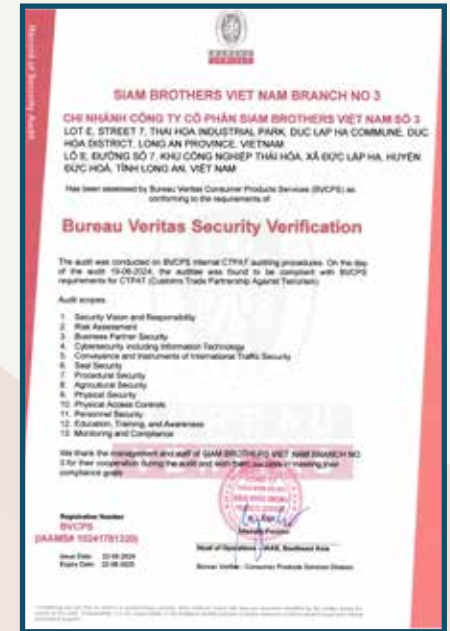 Record of Security Audit
BUREAU
VERITAS
SIAM BROTHERS VIET NAM BRANCH NO 3
CHI NHÁNH CÔNG TY CỔ PHẦN SIAM BROTHERS VIỆT NAM SỐ 3
LOT E, STREET 7, THAI HOA INDUSTRIAL PARK, DUC LAP HA COMMUNE, DUC
HOA DISTRICT, LONG AN PROVINCE, VIETNAM
LÔ E, ĐƯỜNG SỐ 7, KHU CÔNG NGHIỆP THÁI HÒA, XÃ ĐỨC LẬP HẠ, HUYỆN
ĐỨC HOÀ, TỈNH LONG AN, VIỆT NAM
Has been assessed by Bureau Veritas Consumer Products Services (BVCPS) as
conforming to the requirements of
Bureau Veritas Security Verification
The audit was conducted on BVCPS internal CTPAT auditing procedures. On the day
of the audit 19-08-2024, the auditee was found to be compliant with BVCPS
requirements for CTPAT (Customs Trade Partnership Against Terrorism)
Audit scopes
1. Security Vision and Responsibility
2. Risk Assessment
3. Business Partner Security
4. Cybersecurity including Information Technology
5. Conveyance and Instruments of International Traffic Security
6. Seal Security
7. Procedural Security
8. Agricultural Security
9. Physical Security
10. Physical Access Controls
11. Personnel Security
12. Education, Training, and Awareness
13. Monitoring and Compliance
We thank the management and staff of SIAM BROTHERS VIET NAM BRANCH NO
3 for their cooperation during the audit and wish them success in meeting their
compliance goals
Registration Number
BVCPS
Head of Operations Southeast Asia
Issue Date: 22-08-2024
Expiry Date: 22-08-2025
Bureau Veritas - Consumer Products Services Division